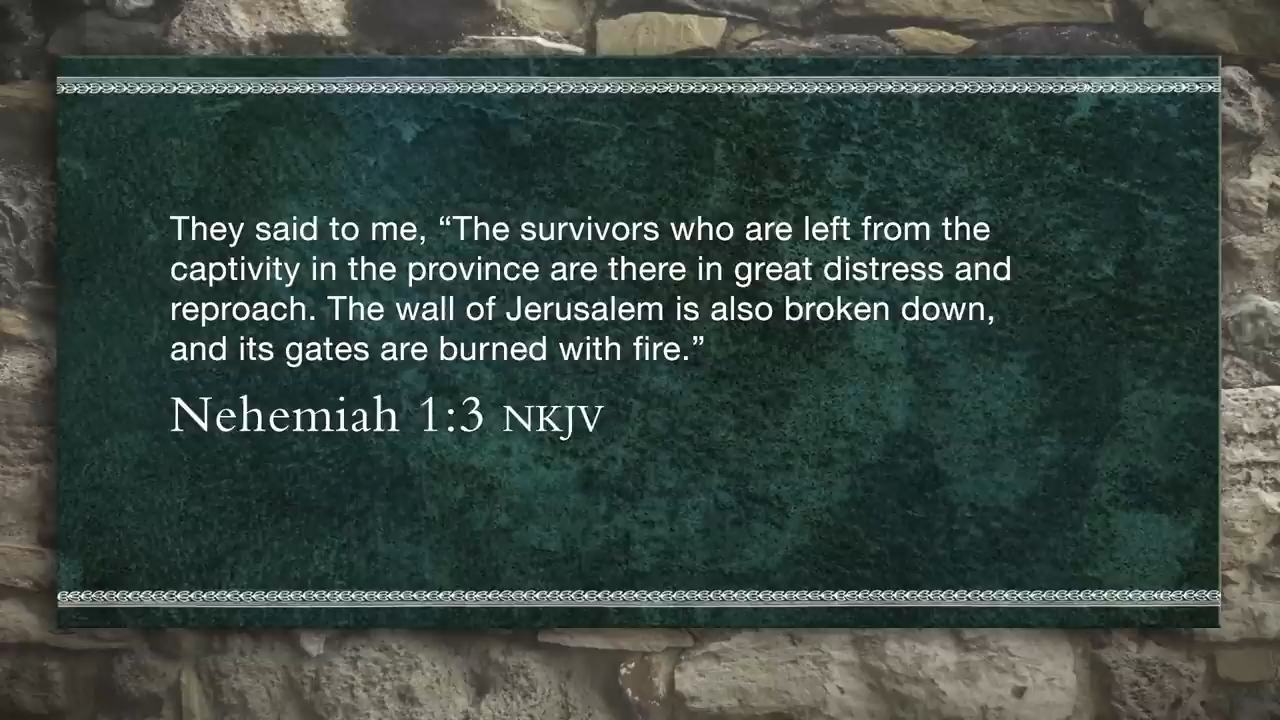 They said to me, “The survivors who are left from the
captivity in the province are there in great distress and
reproach. The wall of Jerusalem is also broken down,
and its gates are burned with fire.”
Nehemiah 1:3 NKJV